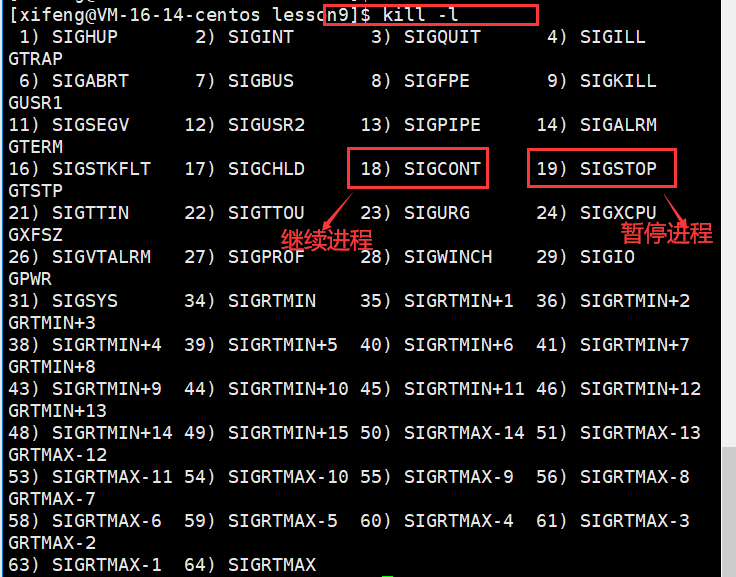 [xifeng@VM-16-14-centos lesson9]$ kill -l
1) SIGHUP 2) SIGINT 3) SIGQUIT 4) SIGILL
GTRAP
6) SIGABRT 7) SIGBUS 8) SIGFPE 9) SIGKILL
GUSR1
11) SIGSEGV 12) SIGUSR2 13) SIGPIPE 14) SIGALRM
GTERM
16) SIGSTKFLT 17) SIGCHLD 18) SIGCONT 19) SIGSTOP
GTSTP
21) SIGTTIN 22) SIGTTOU 23) SIGURG 24) SIGXCPU
GXFSZ
继续进程
暂停进程
26) SIGVTALRM 27) SIGPROF 28) SIGWINCH 29) SIGIO
GPWR
31) SIGSYS 34) SIGRTMIN 35) SIGRTMIN+1 36) SIGRTMIN+2
GRTMIN+3
38) SIGRTMIN+4 39) SIGRTMIN+5 40) SIGRTMIN+6 41) SIGRTMIN+7
GRTMIN+8
43) SIGRTMIN+9 44) SIGRTMIN+10 45) SIGRTMIN+11 46) SIGRTMIN+12
GRTMIN+13
48) SIGRTMIN+14 49) SIGRTMIN+15 50) SIGRTMAX-14 51) SIGRTMAX-13
GRTMAX-12
53) SIGRTMAX-11 54) SIGRTMAX-10 55) SIGRTMAX-9 56) SIGRTMAX-8
GRTMAX-7
58) SIGRTMAX-6 59) SIGRTMAX-5 60) SIGRTMAX-4 61) SIGRTMAX-3
GRTMAX-2
63) SIGRTMAX-1 64) SIGRTMAX